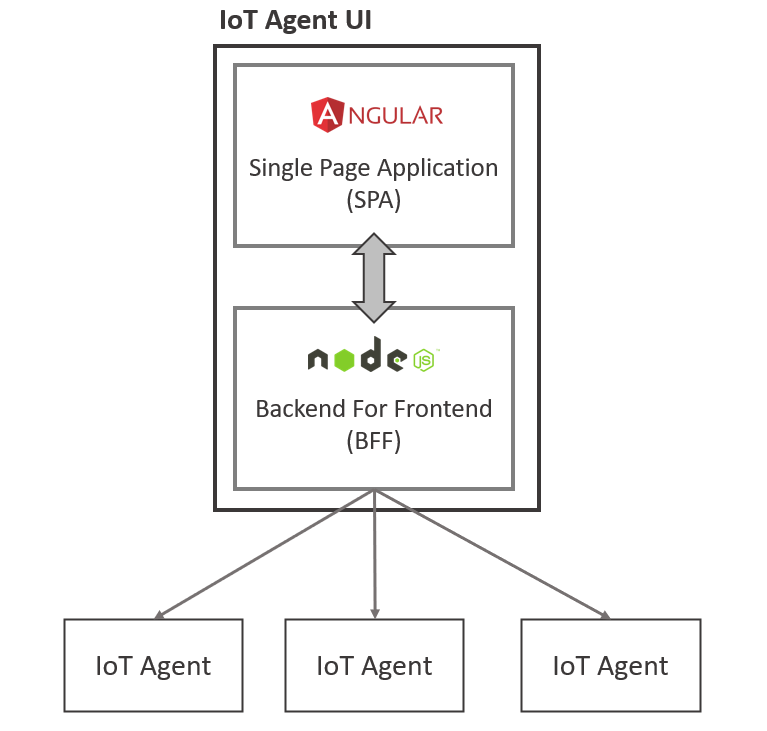 IoT Agent UI
ANGULAR
Single Page Application
(SPA)
node JS™
Backend For Frontend
(BFF)
IoT Agent
IoT Agent
IoT Agent